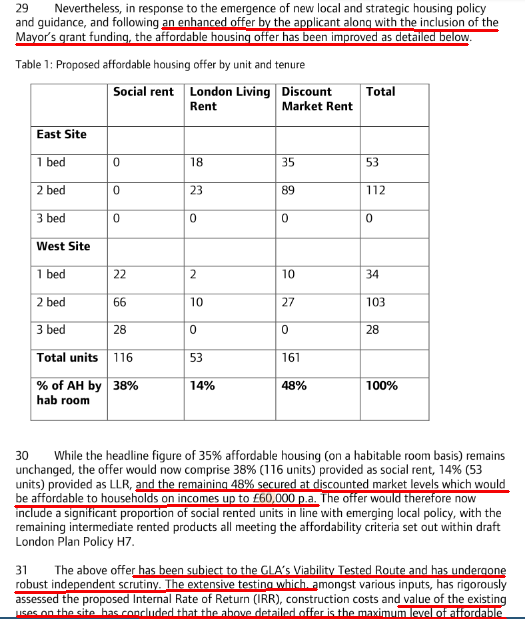 29 Nevertheless, in response to the emergence of new local and strategic housing policy
and guidance, and following an enhanced offer by the applicant along with the inclusion of the
Mayor's grant funding, the affordable housing offer has been improved as detailed below.
Table 1: Proposed affordable housing offer by unit and tenure
Social rent London Living Discount Total
Rent Market Rent
East Site
1 bed 0 18 35 53
2 bed 0 23 89 112
3 bed 0 0 0 0
West Site
1 bed 22 2 10 34
2 bed 66 10 27 103
3 bed 28 0 0 28
Total units 116 53 161
% of AH by 38% 14% 48% 100%
hab room
30 While the headline figure of 35% affordable housing (on a habitable room basis) remains
unchanged, the offer would now comprise 38% (116 units) provided as social rent, 14% (53
units) provided as LLR, and the remaining 48% secured at discounted market levels which would
be affordable to households on incomes up to £60,000 p.a. The offer would therefore now
include a significant proportion of social rented units in line with emerging local policy, with the
remaining intermediate rented products all meeting the affordability criteria set out within draft
London Plan Policy H7.
31 The above offer has been subject to the GLA's Viability Tested Route and has undergone
robust independent scrutiny. The extensive testing which, amongst various inputs, has rigorously
assessed the proposed Internal Rate of Return (IRR), construction costs and value of the existing
uses on the site, has concluded that the above detailed offer is the maximum level of affordable